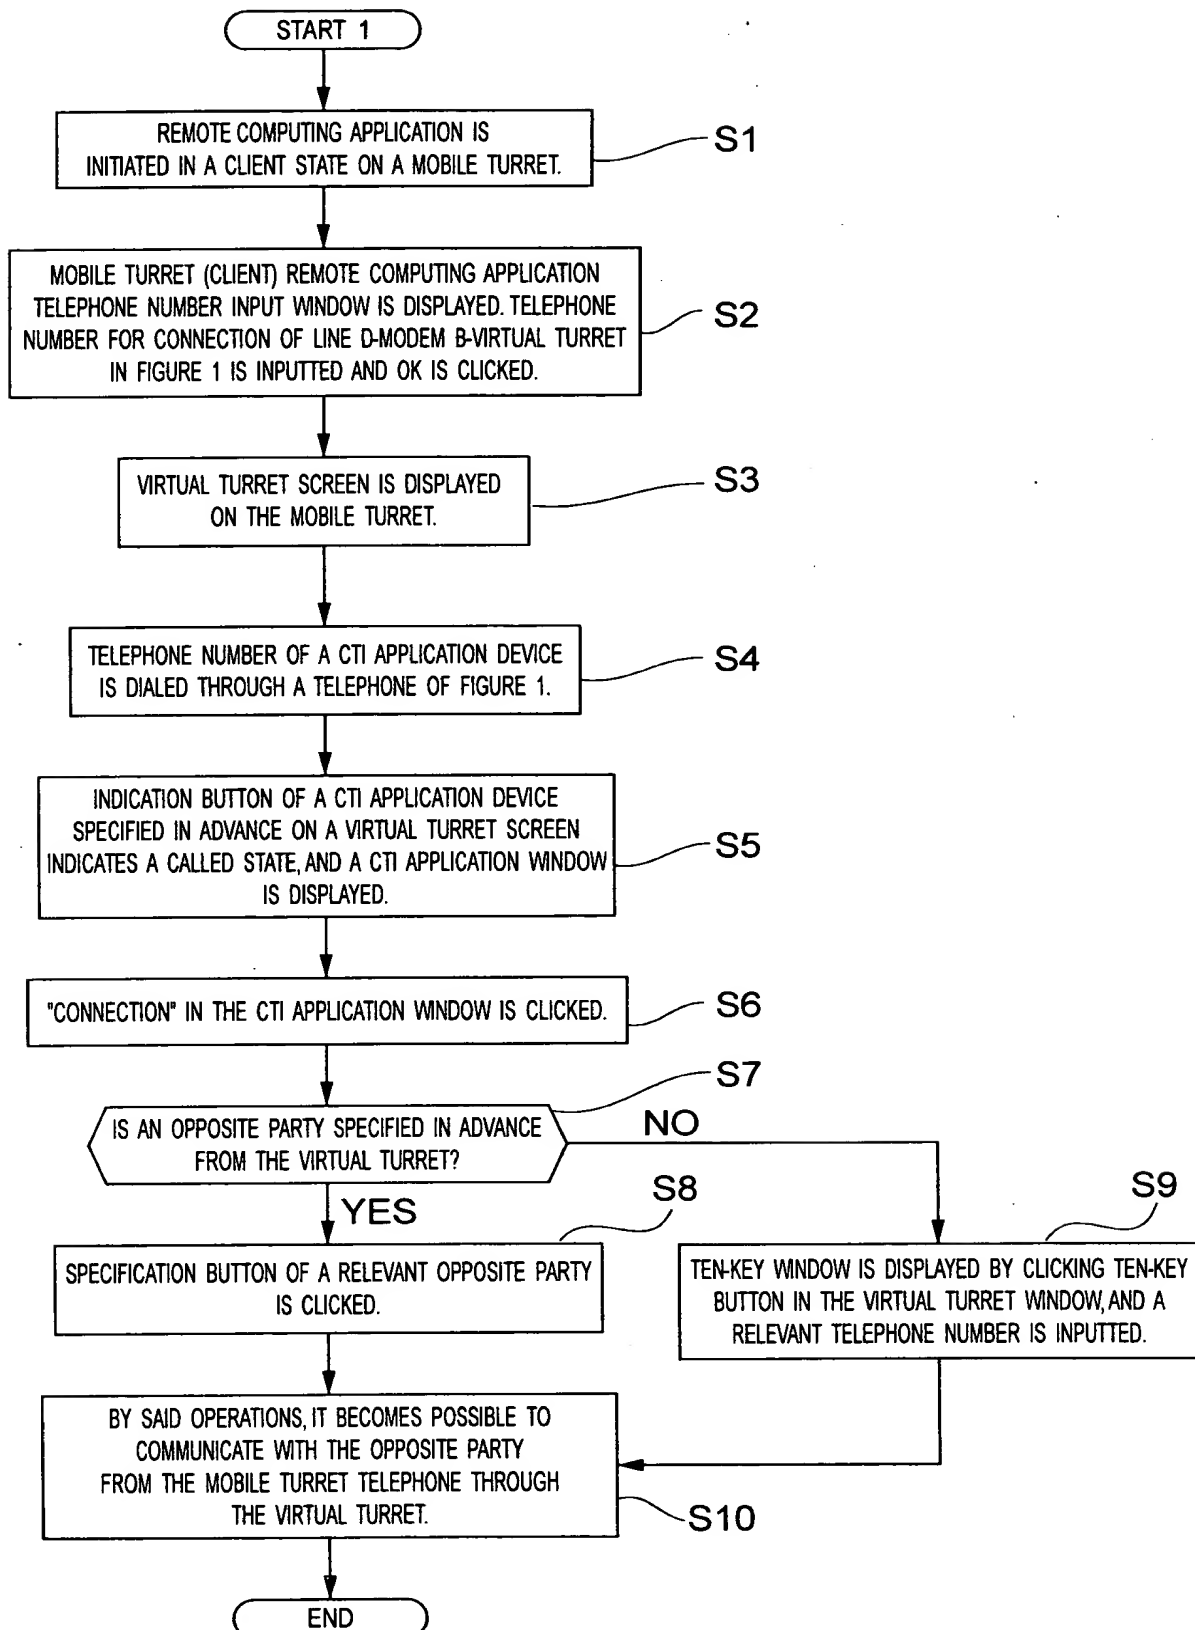 START 1
REMOTE COMPUTING APPLICATION IS
INITIATED IN A CLIENT STATE ON A MOBILE TURRET.
S1
MOBILE TURRET (CLIENT) REMOTE COMPUTING APPLICATION
TELEPHONE NUMBER INPUT WINDOW IS DISPLAYED. TELEPHONE
NUMBER FOR CONNECTION OF LINE D-MODEM B-VIRTUAL TURRET
IN FIGURE 1 IS INPUTTED AND OK IS CLICKED.
S2
VIRTUAL TURRET SCREEN IS DISPLAYED
ON THE MOBILE TURRET.
S3
TELEPHONE NUMBER OF A CTI APPLICATION DEVICE
IS DIALED THROUGH A TELEPHONE OF FIGURE 1.
S4
INDICATION BUTTON OF A CTI APPLICATION DEVICE
SPECIFIED IN ADVANCE ON A VIRTUAL TURRET SCREEN
INDICATES A CALLED STATE, AND A CTI APPLICATION WINDOW
IS DISPLAYED.
S5
"CONNECTION" IN THE CTI APPLICATION WINDOW IS CLICKED.
S6
IS AN OPPOSITE PARTY SPECIFIED IN ADVANCE
FROM THE VIRTUAL TURRET?
S7
NO
YES
SPECIFICATION BUTTON OF A RELEVANT OPPOSITE PARTY
IS CLICKED.
S8
TEN-KEY WINDOW IS DISPLAYED BY CLICKING TEN-KEY
BUTTON IN THE VIRTUAL TURRET WINDOW, AND A
RELEVANT TELEPHONE NUMBER IS INPUTTED.
S9
BY SAID OPERATIONS, IT BECOMES POSSIBLE TO
COMMUNICATE WITH THE OPPOSITE PARTY
FROM THE MOBILE TURRET TELEPHONE THROUGH
THE VIRTUAL TURRET.
S10
END